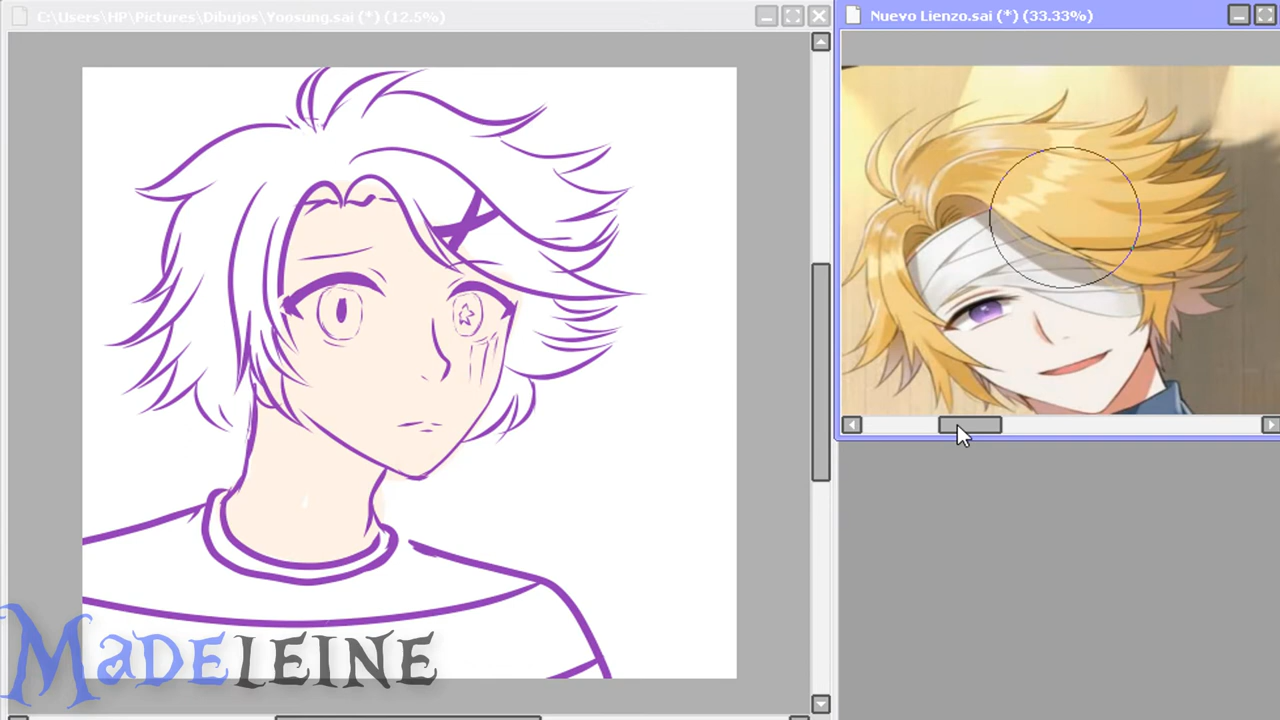 C:\Users\HP\Pictures\Dibujos\Yoosung.sai (*) (12.5%)
Nuevo Lienzo.sai (*) (33.33%)
MaDELEINE